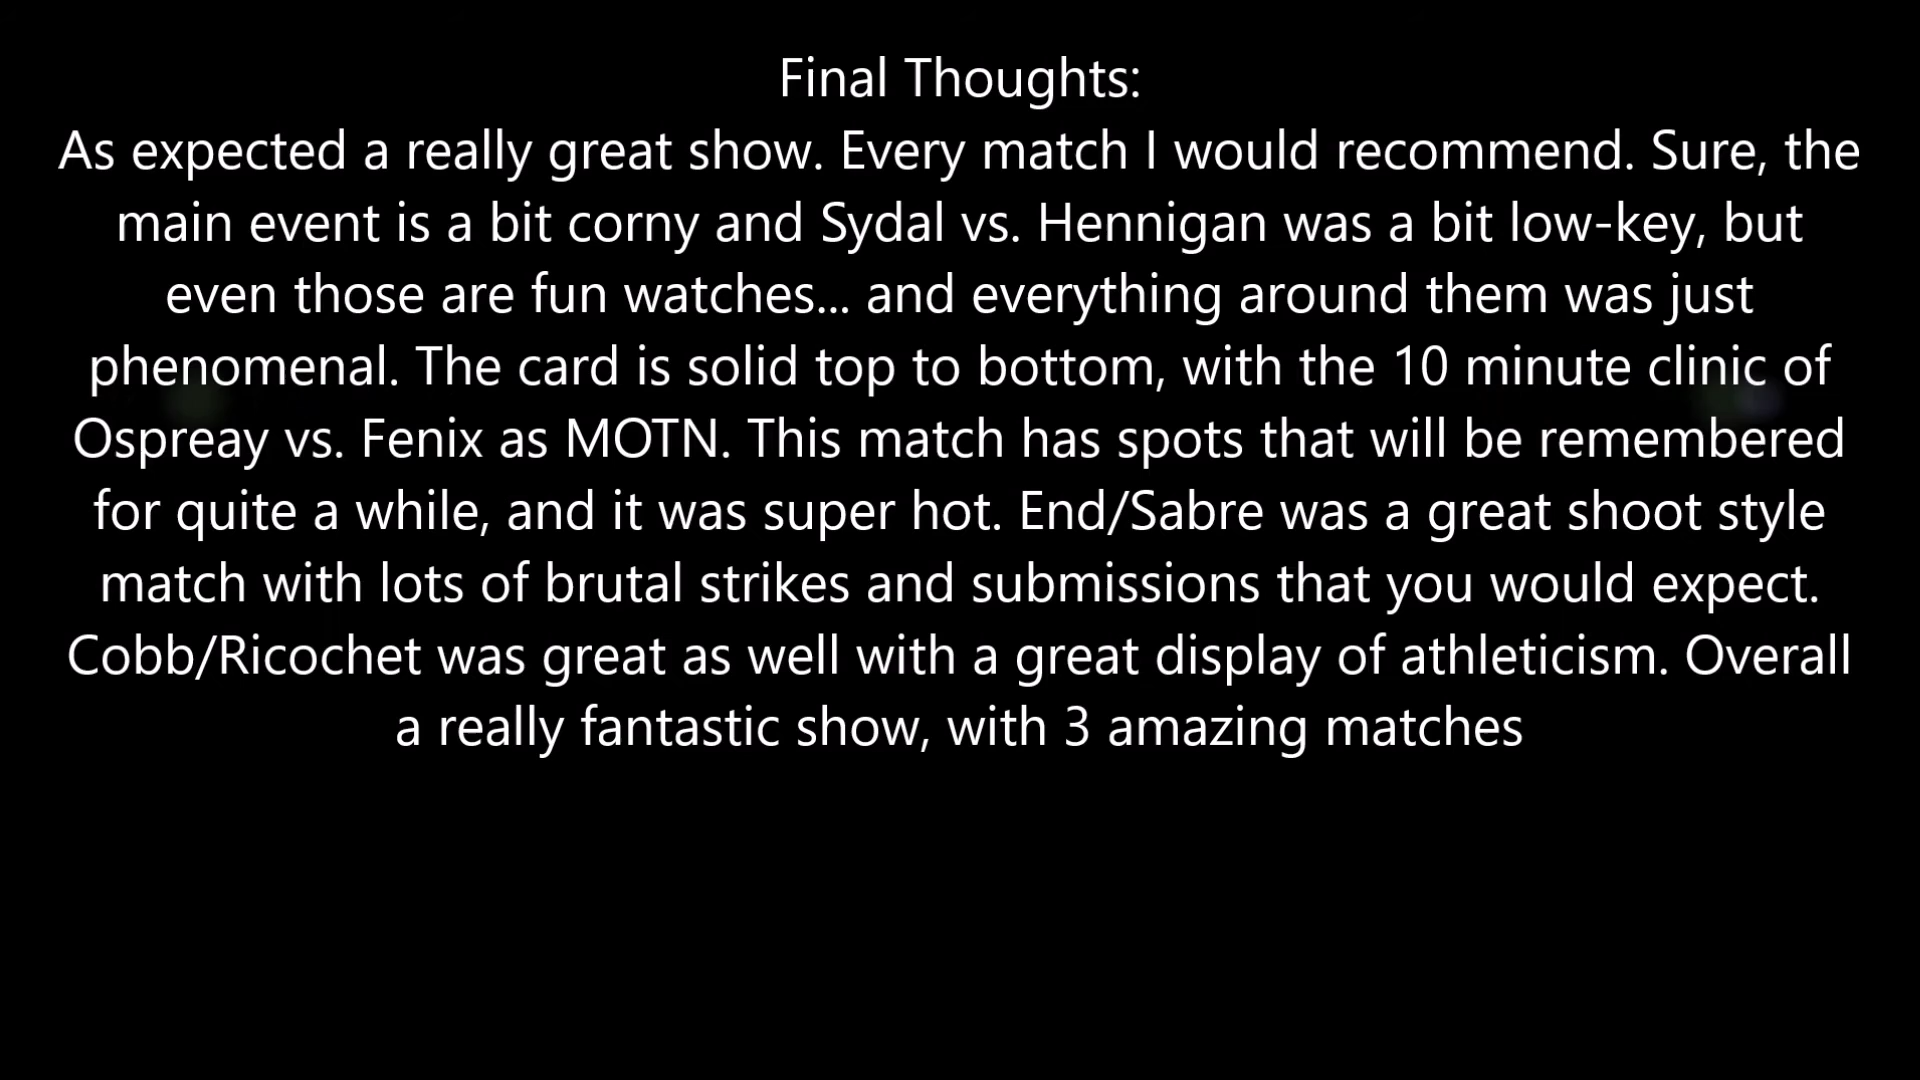 Final Thoughts:
As expected a really great show. Every match I would recommend. Sure, the
main event is a bit corny and Sydal vs. Hennigan was a bit low-key, but
even those are fun watches... and everything around them was just
phenomenal. The card is solid top to bottom, with the 10 minute clinic of
Ospreay vs. Fenix as MOTN. This match has spots that will be remembered
for quite a while, and it was super hot. End/Sabre was a great shoot style
match with lots of brutal strikes and submissions that you would expect.
Cobb/Ricochet was great as well with a great display of athleticism. Overall
a really fantastic show, with 3 amazing matches